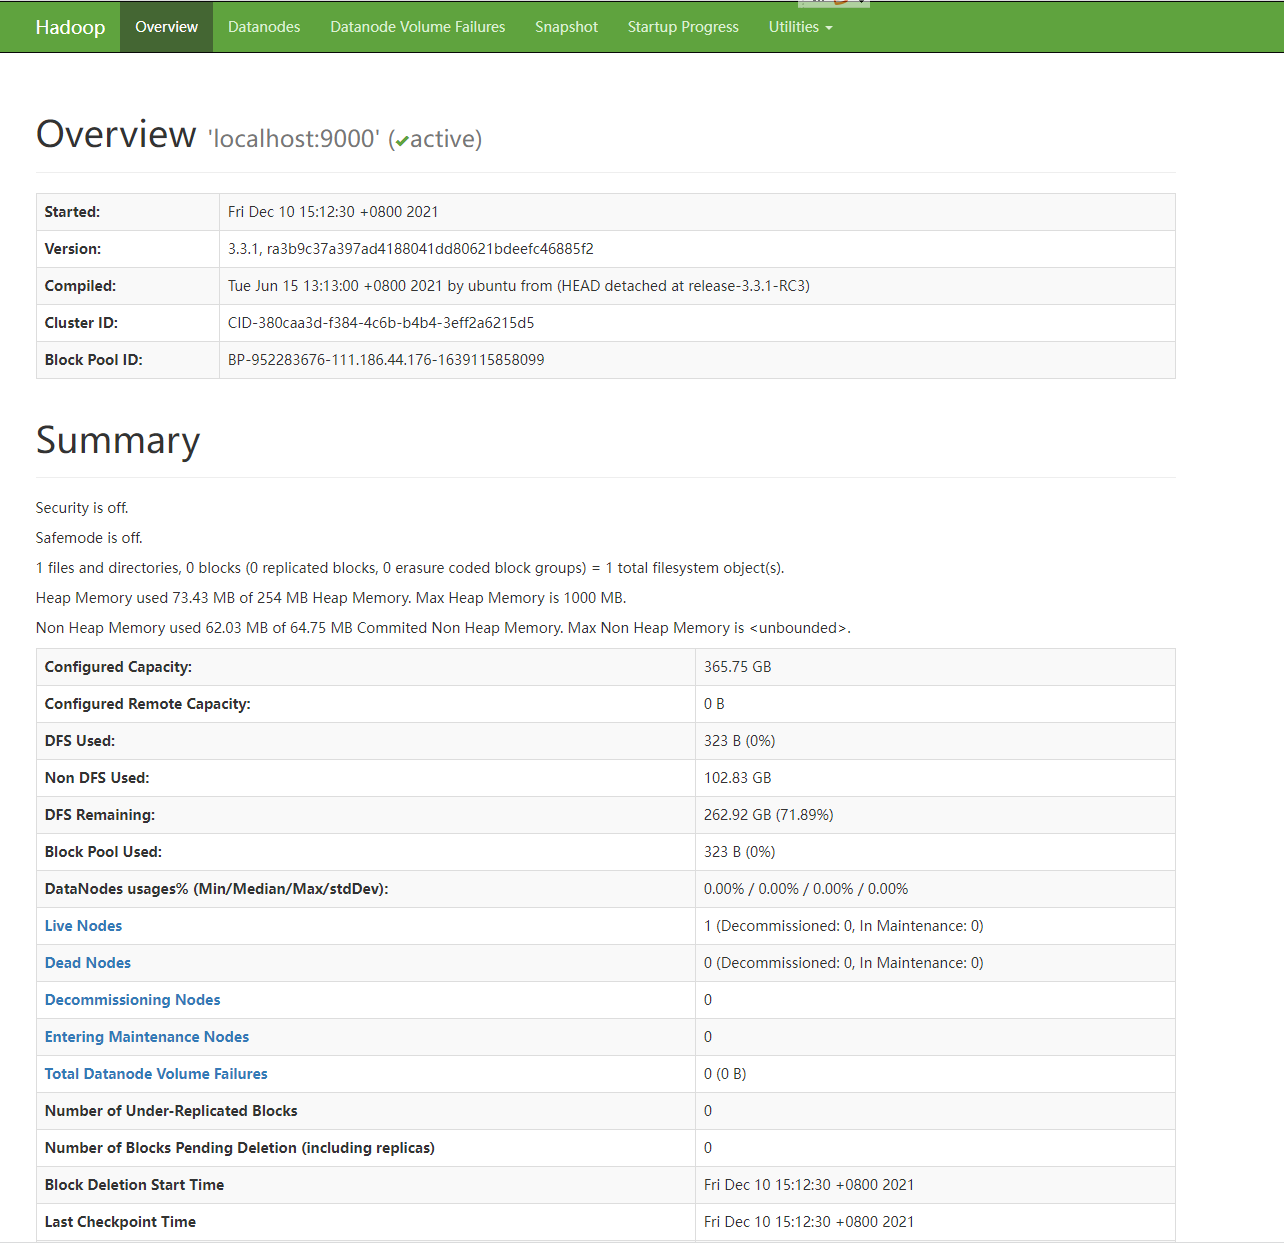 Hadoop Overview Datanodes Datanode Volume Failures Snapshot Startup Progress Utilities
Overview 'localhost:9000' (✔active)
Started: Fri Dec 10 15:12:30 +0800 2021
Version: 3.3.1, ra3b9c37a397ad4188041dd80621bdeefc46885f2
Compiled: Tue Jun 15 13:13:00 +0800 2021 by ubuntu from (HEAD detached at release-3.3.1-RC3)
Cluster ID: CID-380caa3d-f384-4c6b-b4b4-3eff2a6215d5
Block Pool ID: BP-952283676-111.186.44.176-1639115858099
Summary
Security is off.
Safemode is off.
1 files and directories, 0 blocks (0 replicated blocks, 0 erasure coded block groups) = 1 total filesystem object(s).
Heap Memory used 73.43 MB of 254 MB Heap Memory. Max Heap Memory is 1000 MB.
Non Heap Memory used 62.03 MB of 64.75 MB Commited Non Heap Memory. Max Non Heap Memory is <unbounded>.
Configured Capacity: 365.75 GB
Configured Remote Capacity: 0 B
DFS Used: 323 B (0%)
Non DFS Used: 102.83 GB
DFS Remaining: 262.92 GB (71.89%)
Block Pool Used: 323 B (0%)
DataNodes usages% (Min/Median/Max/stdDev): 0.00% / 0.00% / 0.00% / 0.00%
Live Nodes 1 (Decommissioned: 0, In Maintenance: 0)
Dead Nodes 0 (Decommissioned: 0, In Maintenance: 0)
Decommissioning Nodes 0
Entering Maintenance Nodes 0
Total Datanode Volume Failures 0 (0 B)
Number of Under-Replicated Blocks 0
Number of Blocks Pending Deletion (including replicas) 0
Block Deletion Start Time Fri Dec 10 15:12:30 +0800 2021
Last Checkpoint Time Fri Dec 10 15:12:30 +0800 2021